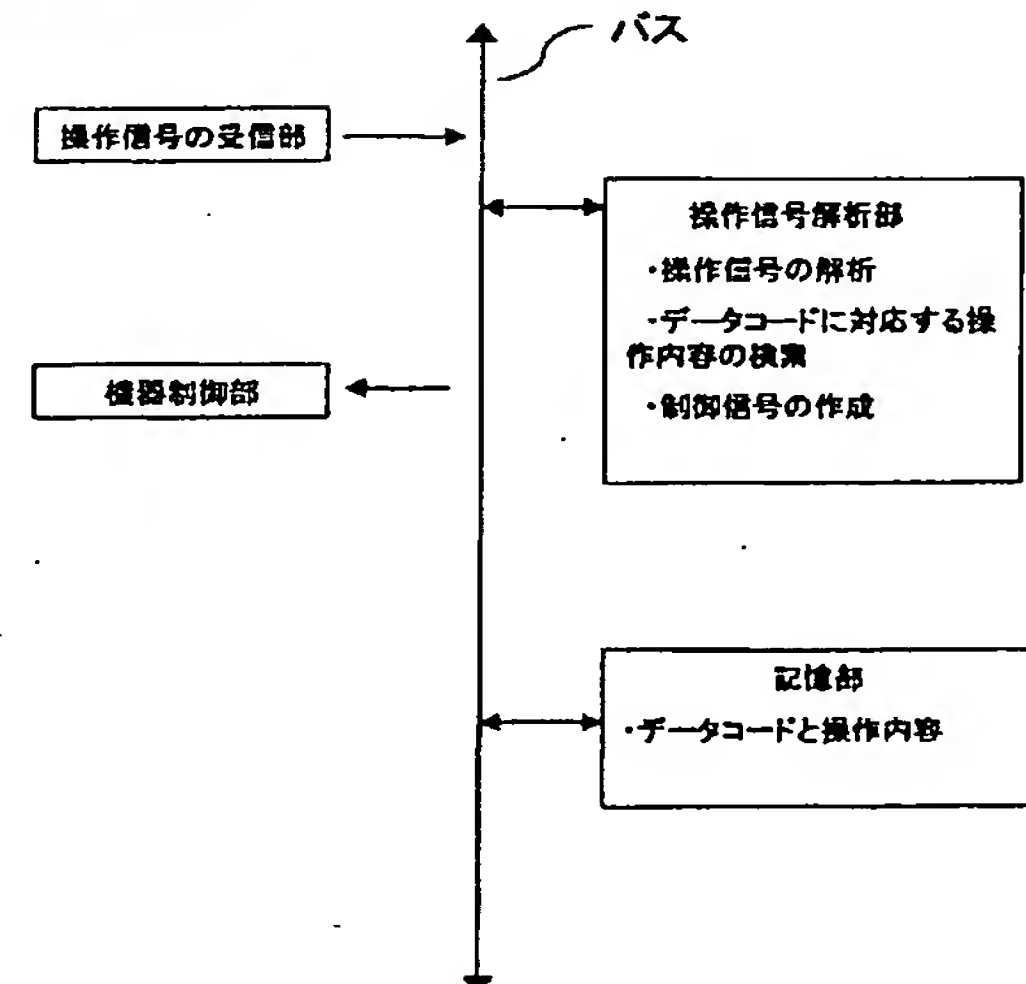 バス
操作信号の受信部
操作信号解析部
・操作信号の解析
・データコードに対応する操
作内容の検索
・制御信号の作成
機器制御部
記憶部
・データコードと操作内容